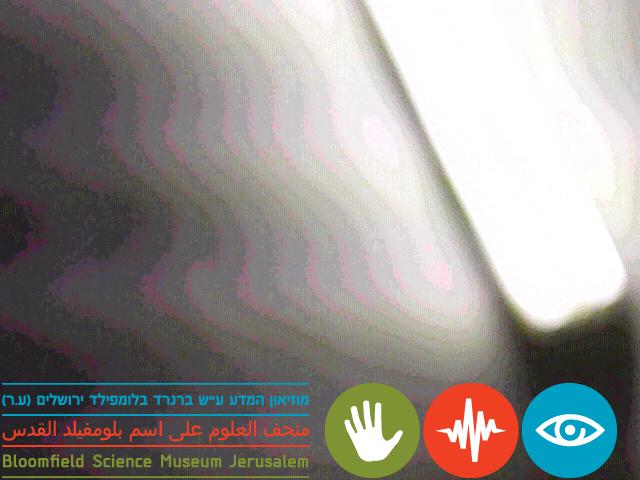 מוזיאון המדע ע״ש ברנרד בלומפילד ירושלים (ע.ר)
متحف العلوم على اسم بلومفيلد القدس
Bloomfield Science Museum Jerusalem